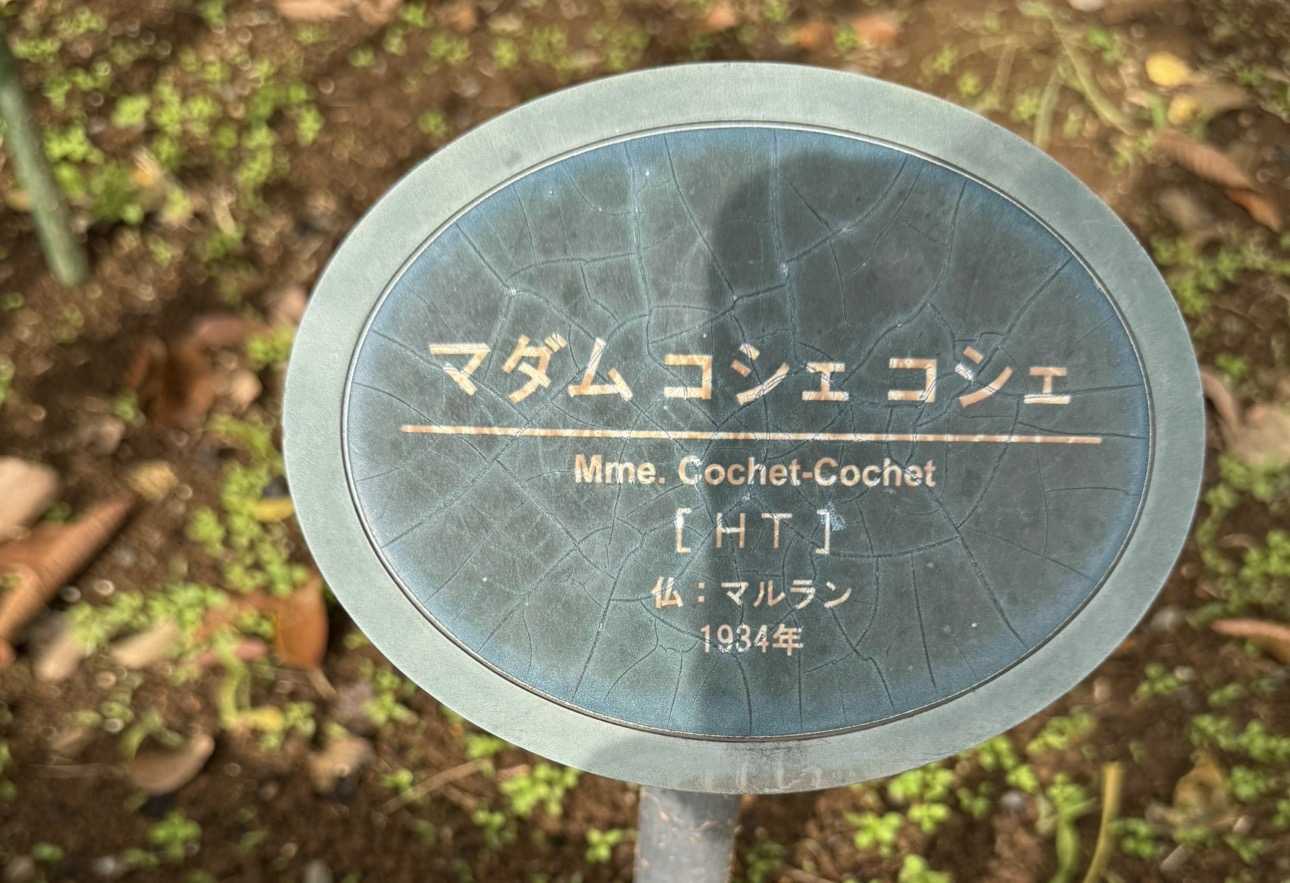 マダム コシェ コシェ
Mme. Cochet-Cochet
[ＨＴ]
仏：マルラン
1934年